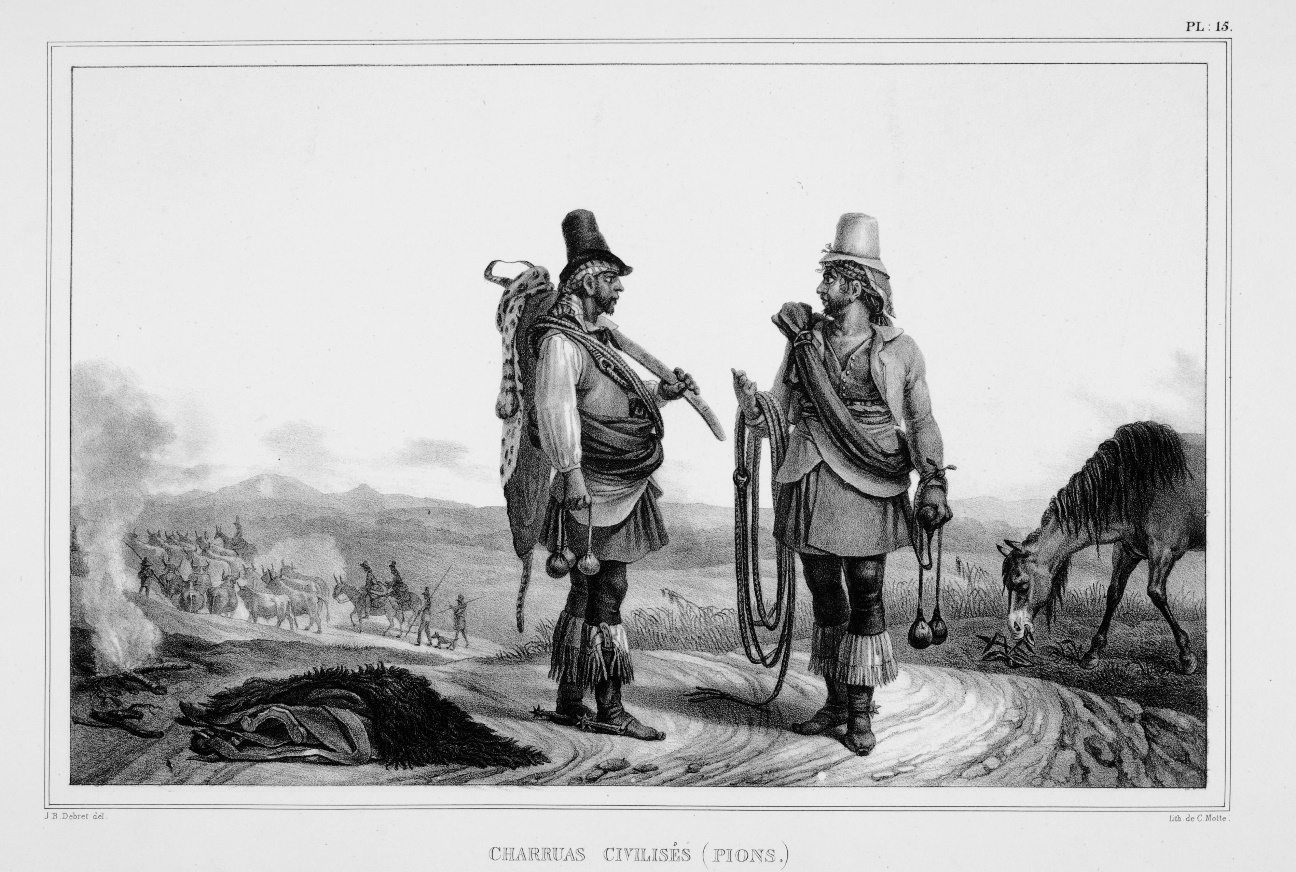 PL : 15.
J. B. Debret del.
Lith. de C. Motte.
CHARRUAS CIVILISÉS (PIONS.)